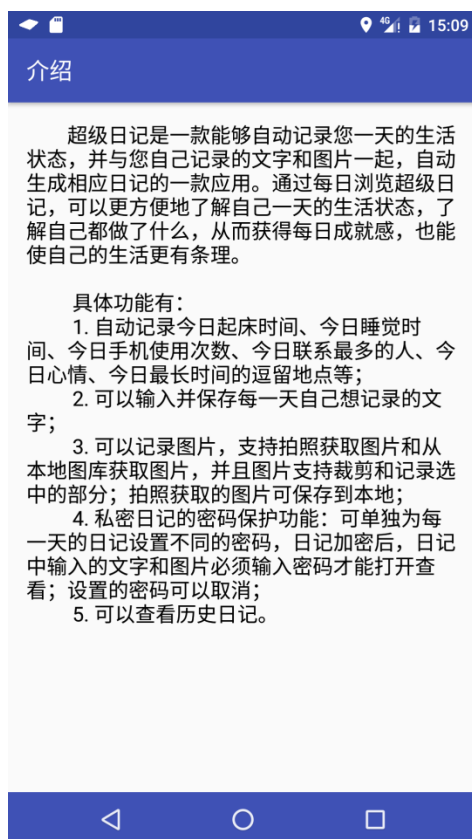 4G 15:09
介绍
超级日记是一款能够自动记录您一天的生活
状态，并与您自己记录的文字和图片一起，自动
生成相应日记的一款应用。通过每日浏览超级日
记，可以更方便地了解自己一天的生活状态，了
解自己都做了什么，从而获得每日成就感，也能
使自己的生活更有条理。
具体功能有：
1. 自动记录今日起床时间、今日睡觉时
间、今日手机使用次数、今日联系最多的人、今
日心情、今日最长时间的逗留地点等；
2. 可以输入并保存每一天自己想记录的文
字；
3. 可以记录图片，支持拍照获取图片和从
本地图库获取图片，并且图片支持裁剪和记录选
中的部分；拍照获取的图片可保存到本地；
4. 私密日记的密码保护功能：可单独为每
一天的日记设置不同的密码，日记加密后，日记
中输入的文字和图片必须输入密码才能打开查
看；设置的密码可以取消；
5. 可以查看历史日记。